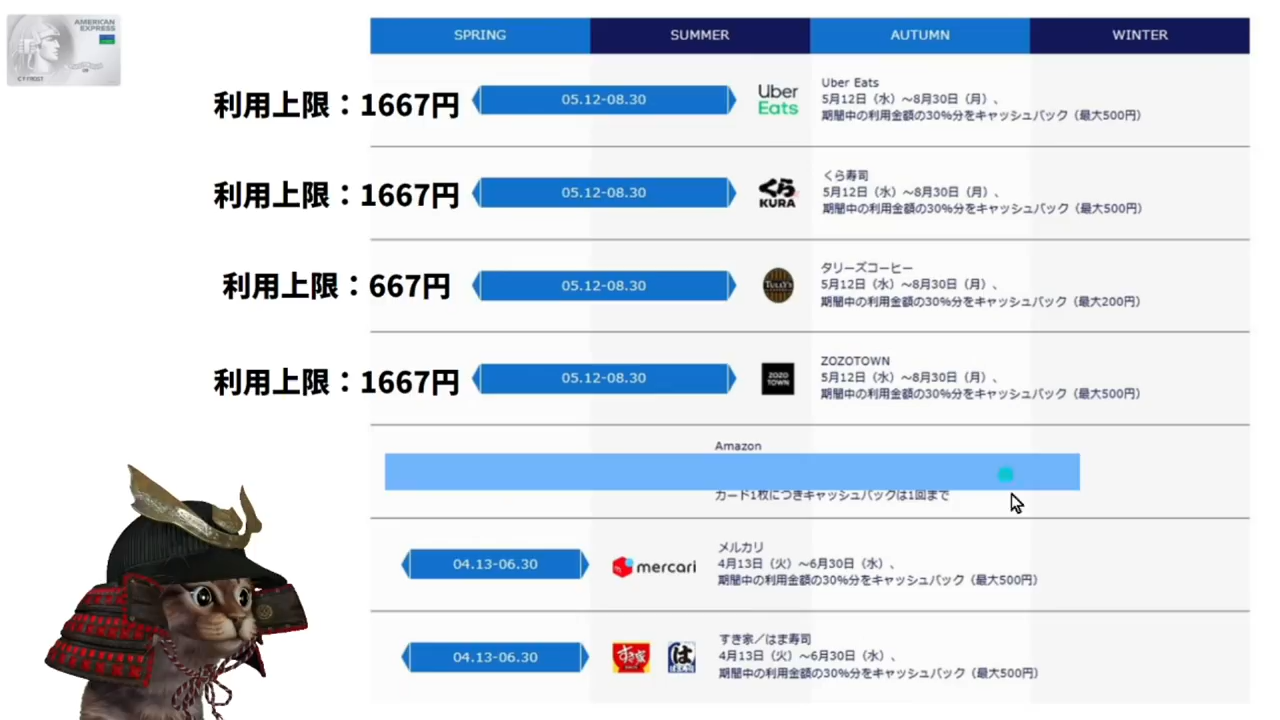 AMERICAN
EXPRESS
C F FROST
SPRING
SUMMER
AUTUMN
WINTER
利用上限：1667円
05.12-08.30
Uber
Eats
Uber Eats
5月12日（水）～8月30日（月）、
期間中の利用金額の30%分をキャッシュバック（最大500円）
利用上限：1667円
05.12-08.30
くら
KURA
くら寿司
5月12日（水）～8月30日（月）、
期間中の利用金額の30%分をキャッシュバック（最大500円）
利用上限：667円
05.12-08.30
TULLY'S
タリーズコーヒー
5月12日（水）～8月30日（月）、
期間中の利用金額の30%分をキャッシュバック（最大200円）
利用上限：1667円
05.12-08.30
ZOZO
TOWN
ZOZOTOWN
5月12日（水）～8月30日（月）、
期間中の利用金額の30%分をキャッシュバック（最大500円）
Amazon
カード1枚につきキャッシュバックは1回まで
04.13-06.30
mercari
メルカリ
4月13日（火）～6月30日（水）、
期間中の利用金額の30%分をキャッシュバック（最大500円）
04.13-06.30
すき家
は
すき家／はま寿司
4月13日（火）～6月30日（水）、
期間中の利用金額の30%分をキャッシュバック（最大500円）